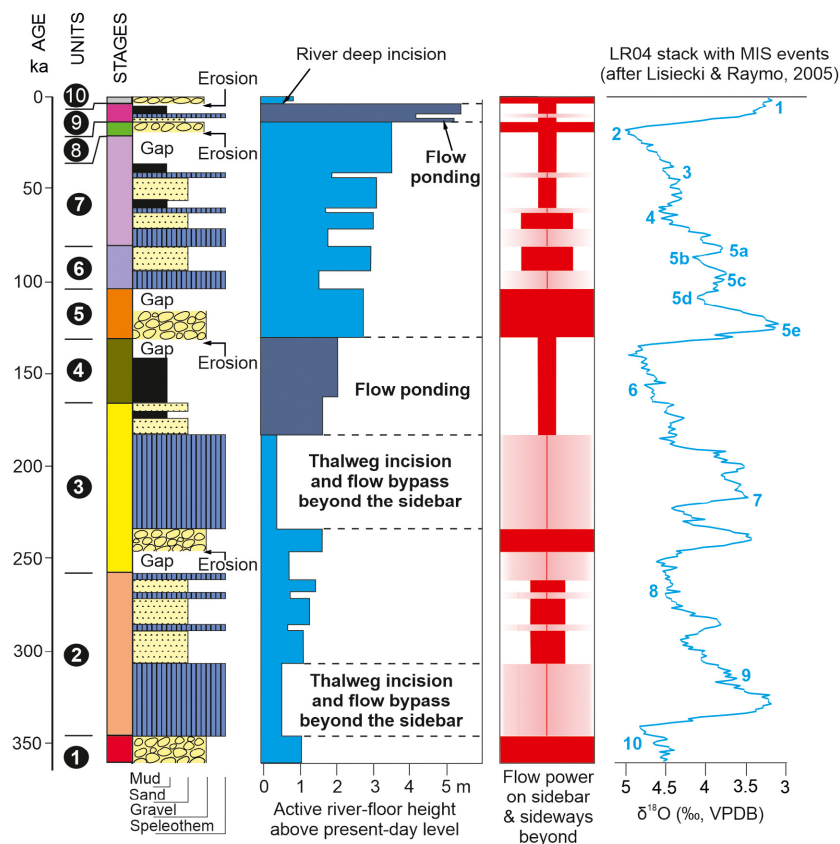 AGE
ka
UNITS
STAGES
River deep incision
LR04 stack with MIS events
(after Lisiecki & Raymo, 2005)
0
50
100
150
200
250
300
350
10
9
8
7
6
5
4
3
2
1
Erosion
Erosion
Gap
Gap
Gap
Erosion
Erosion
Gap
Flow
ponding
Flow ponding
Thalweg incision
and flow bypass
beyond the sidebar
Thalweg incision
and flow bypass
beyond the sidebar
1
2
3
4
5a
5b
5c
5d
5e
6
7
8
9
10
Mud
Sand
Gravel
Speleothem
0 1 2 3 4 5 m
Active river-floor height
above present-day level
Flow power
on sidebar
& sideways
beyond
5 4.5 4 3.5 3
δ¹⁸O (‰, VPDB)